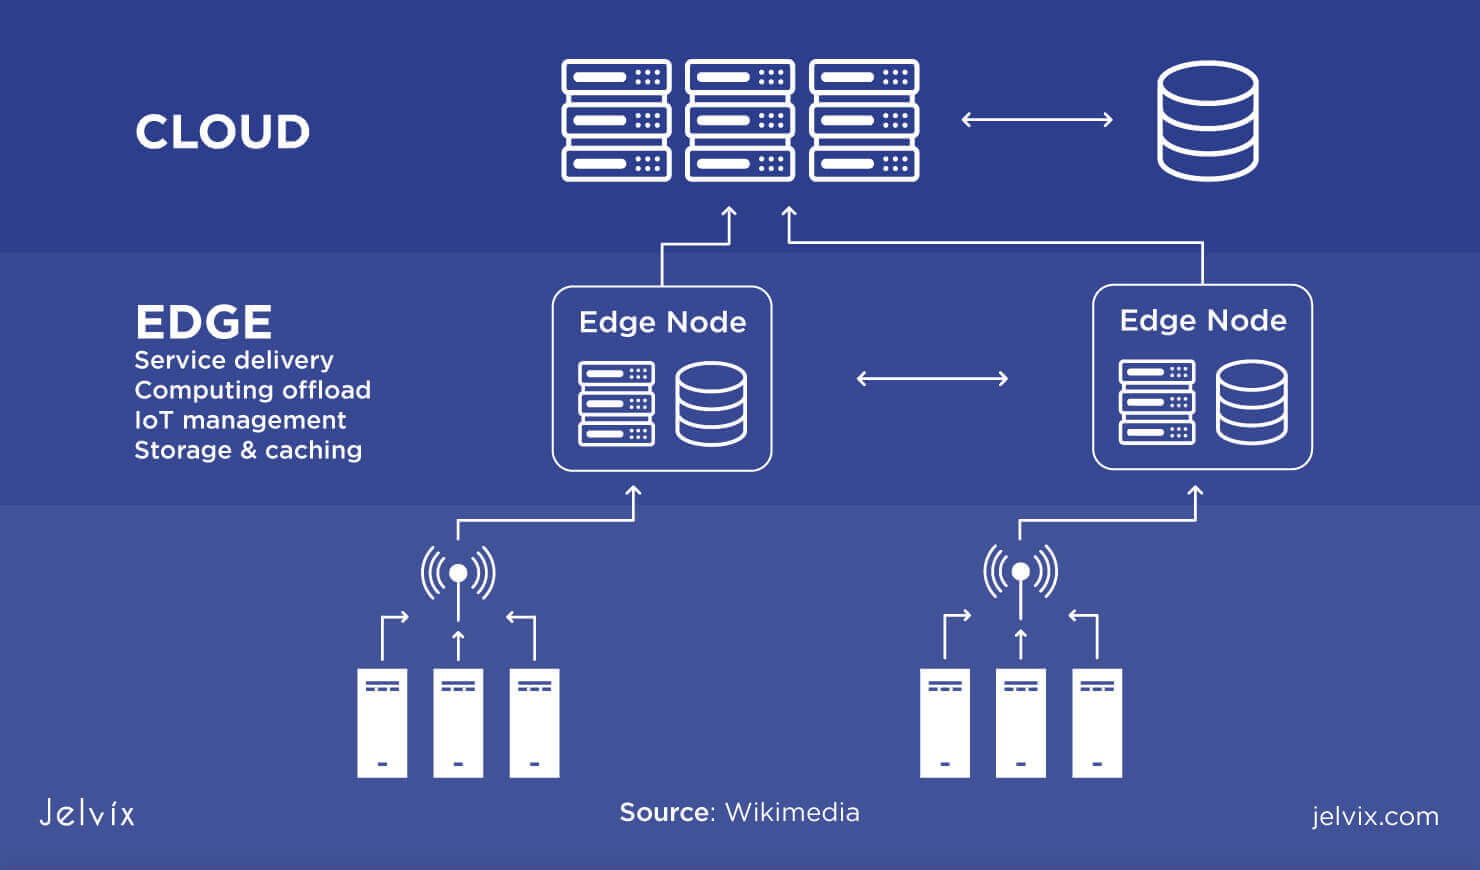 CLOUD
EDGE
Service delivery
Computing offload
IoT management
Storage & caching
Edge Node
Edge Node
Jelvix
Source: Wikimedia
jelvix.com